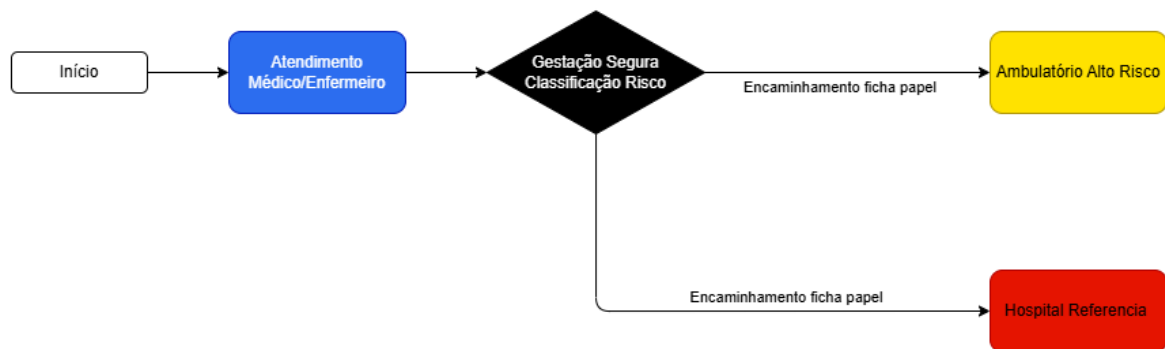 Início
Atendimento
Médico/Enfermeiro
Gestação Segura
Classificação Risco
Encaminhamento ficha papel
Ambulatório Alto Risco
Encaminhamento ficha papel
Hospital Referencia